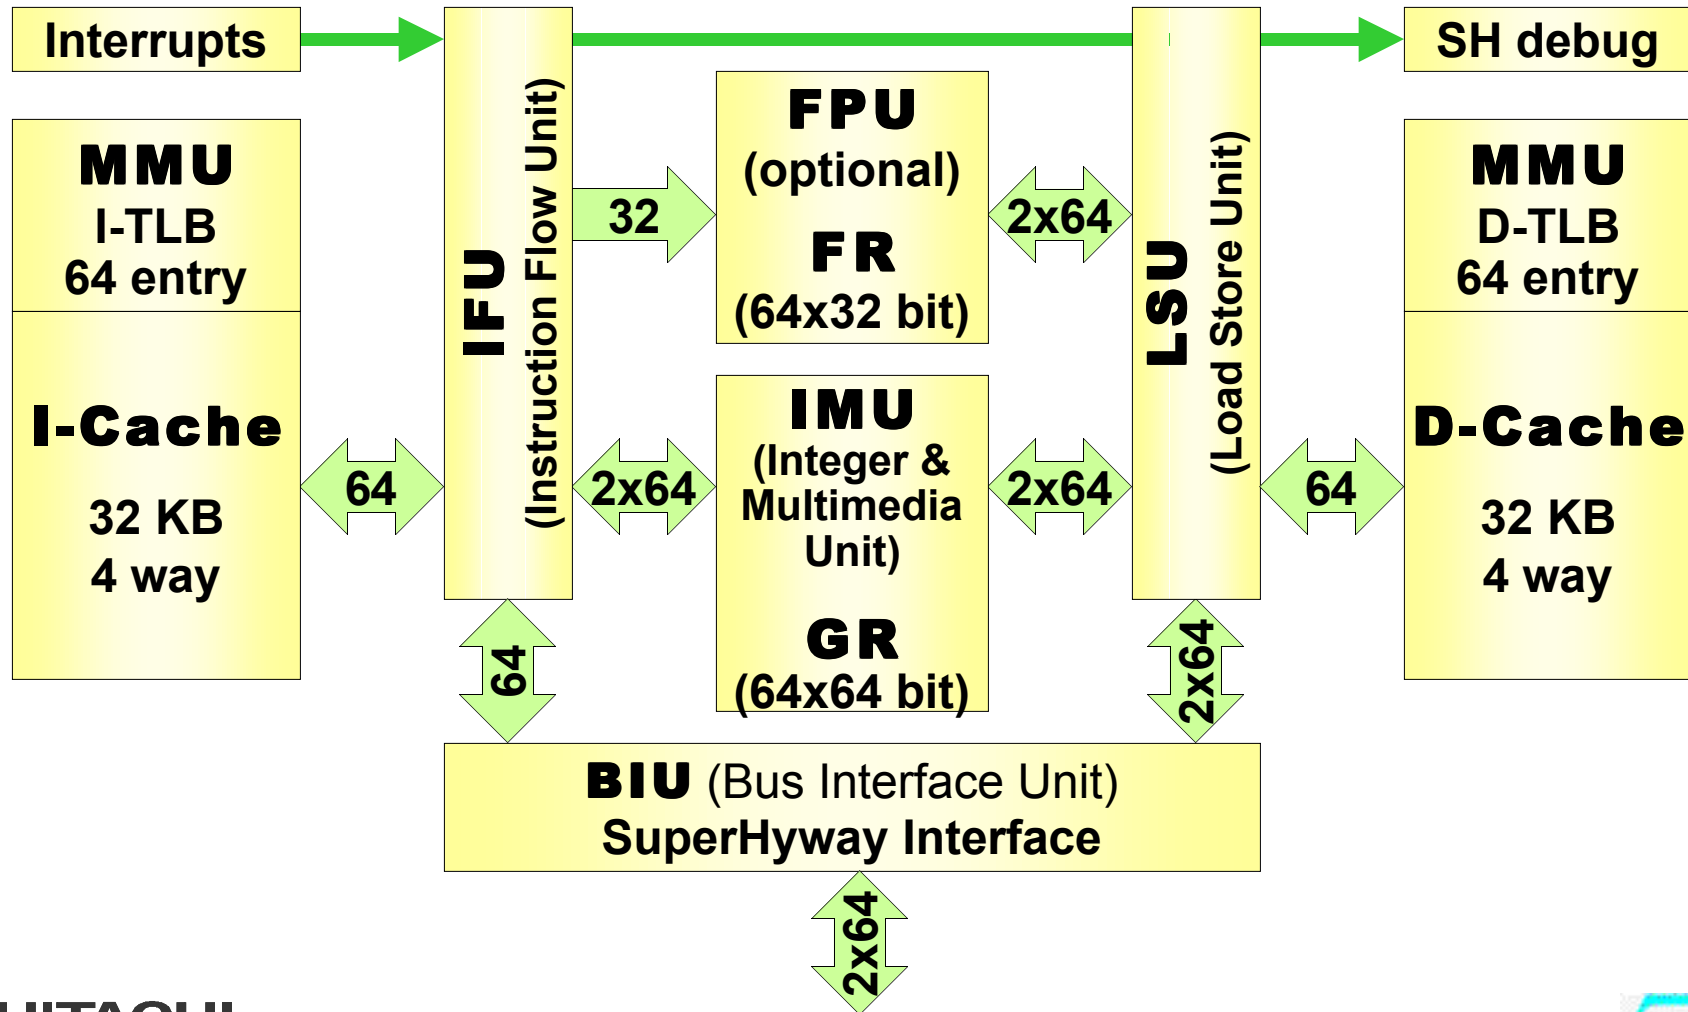 Interrupts
SH debug
MMU
I-TLB
64 entry
I-Cache
32 KB
4 way
64
IFU
(Instruction Flow Unit)
32
2x64
64
FPU
(optional)
FR
(64x32 bit)
IMU
(Integer &
Multimedia
Unit)
GR
(64x64 bit)
2x64
2x64
LSU
(Load Store Unit)
2x64
64
MMU
D-TLB
64 entry
D-Cache
32 KB
4 way
BIU (Bus Interface Unit)
SuperHyway Interface
2x64
HITACHI